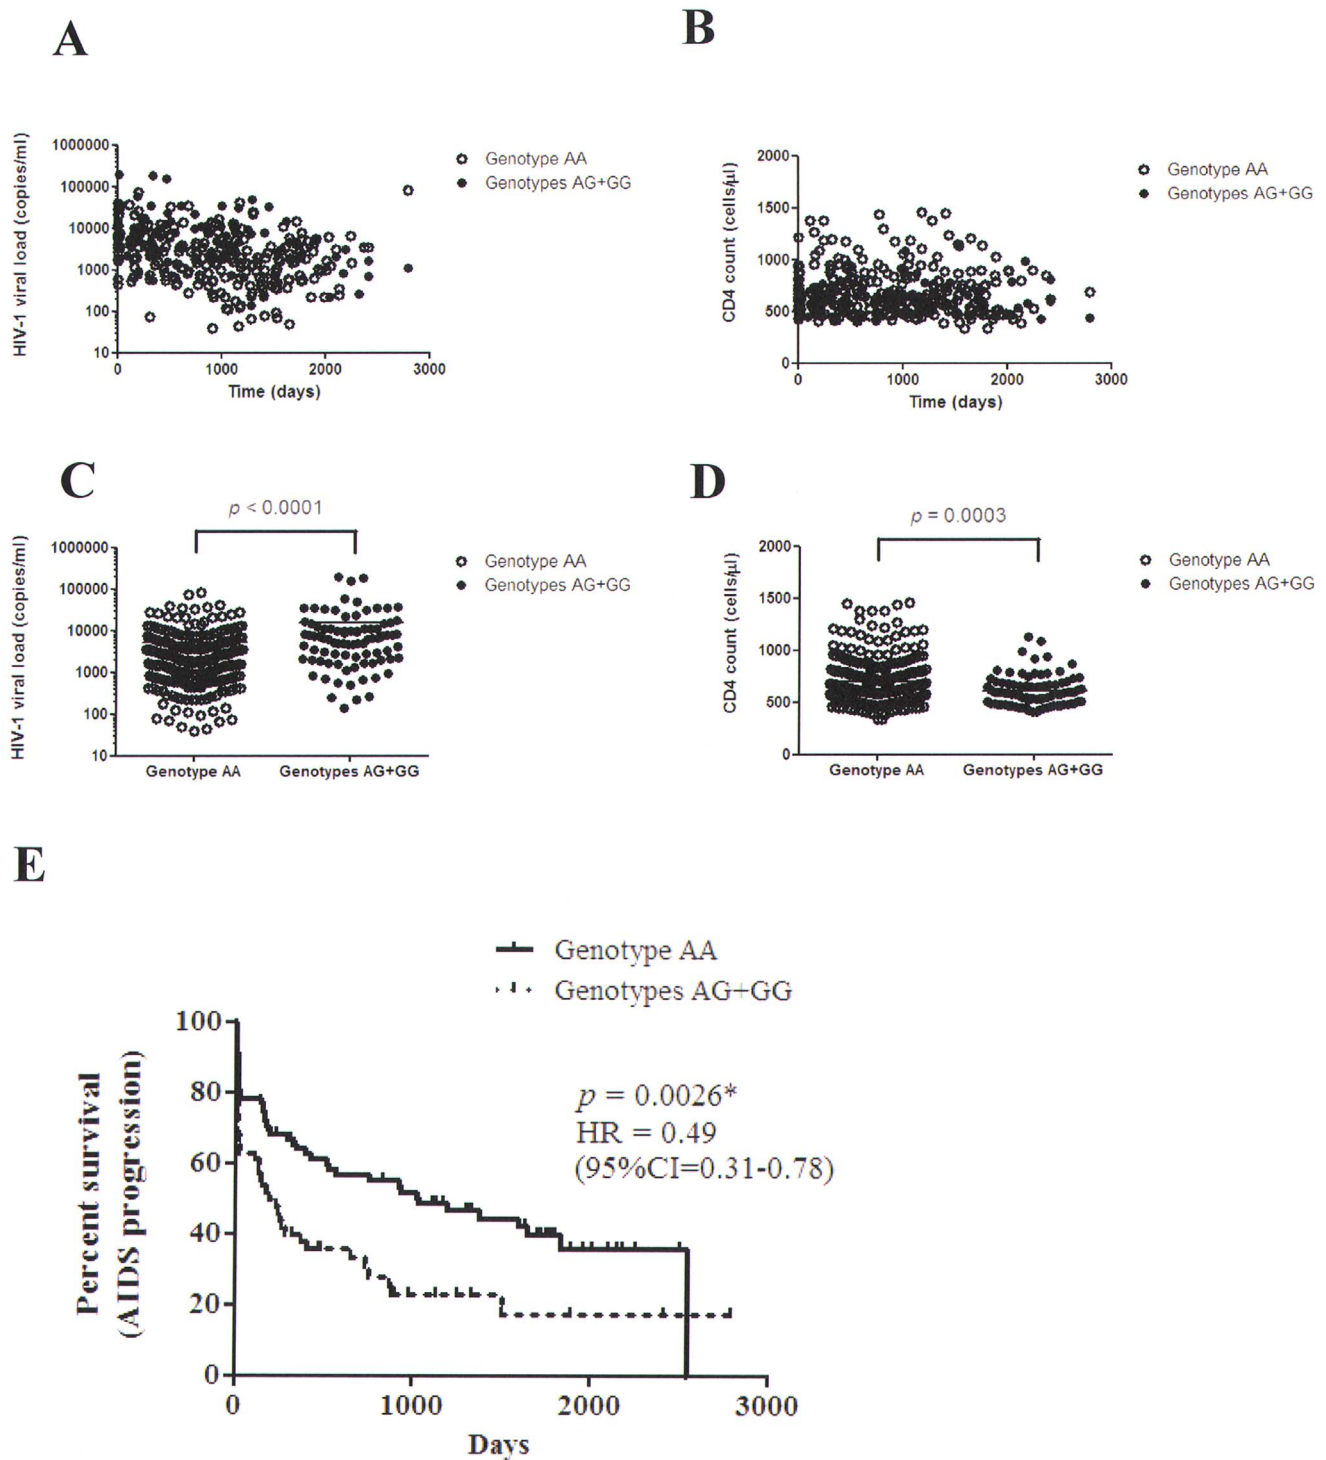 A
HIV-1 viral load (copies/ml)
1000000
100000
10000
1000
100
10
0
1000
2000
3000
Time (days)
Genotype AA
Genotypes AG+GG
B
CD4 count (cells/µl)
2000
1500
1000
500
0
0
1000
2000
3000
Time (days)
Genotype AA
Genotypes AG+GG
C
p < 0.0001
HIV-1 viral load (copies/ml)
1000000
100000
10000
1000
100
10
Genotype AA
Genotypes AG+GG
Genotype AA
Genotypes AG+GG
D
p = 0.0003
CD4 count (cells/µl)
2000
1500
1000
500
0
Genotype AA
Genotypes AG+GG
Genotype AA
Genotypes AG+GG
E
Genotype AA
Genotypes AG+GG
p = 0.0026*
HR = 0.49
(95%CI=0.31-0.78)
Percent survival
(AIDS progression)
100
80
60
40
20
0
0
1000
2000
3000
Days